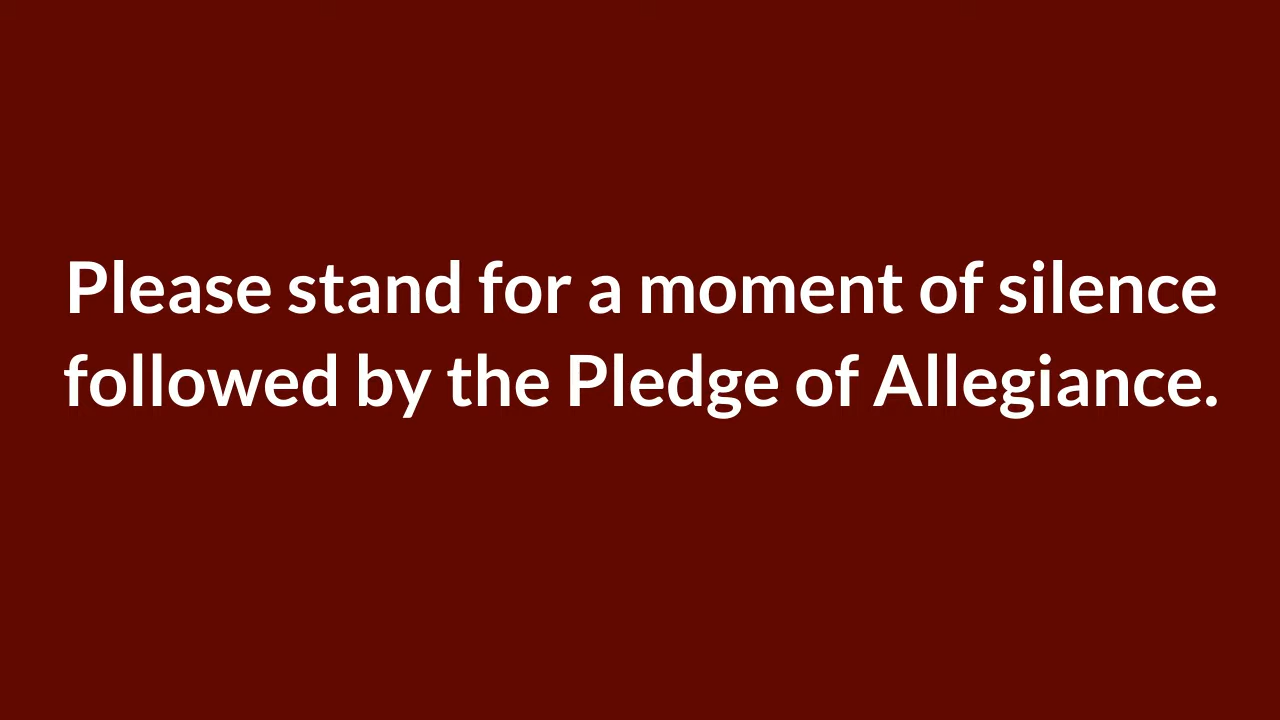 Please stand for a moment of silence
followed by the Pledge of Allegiance.